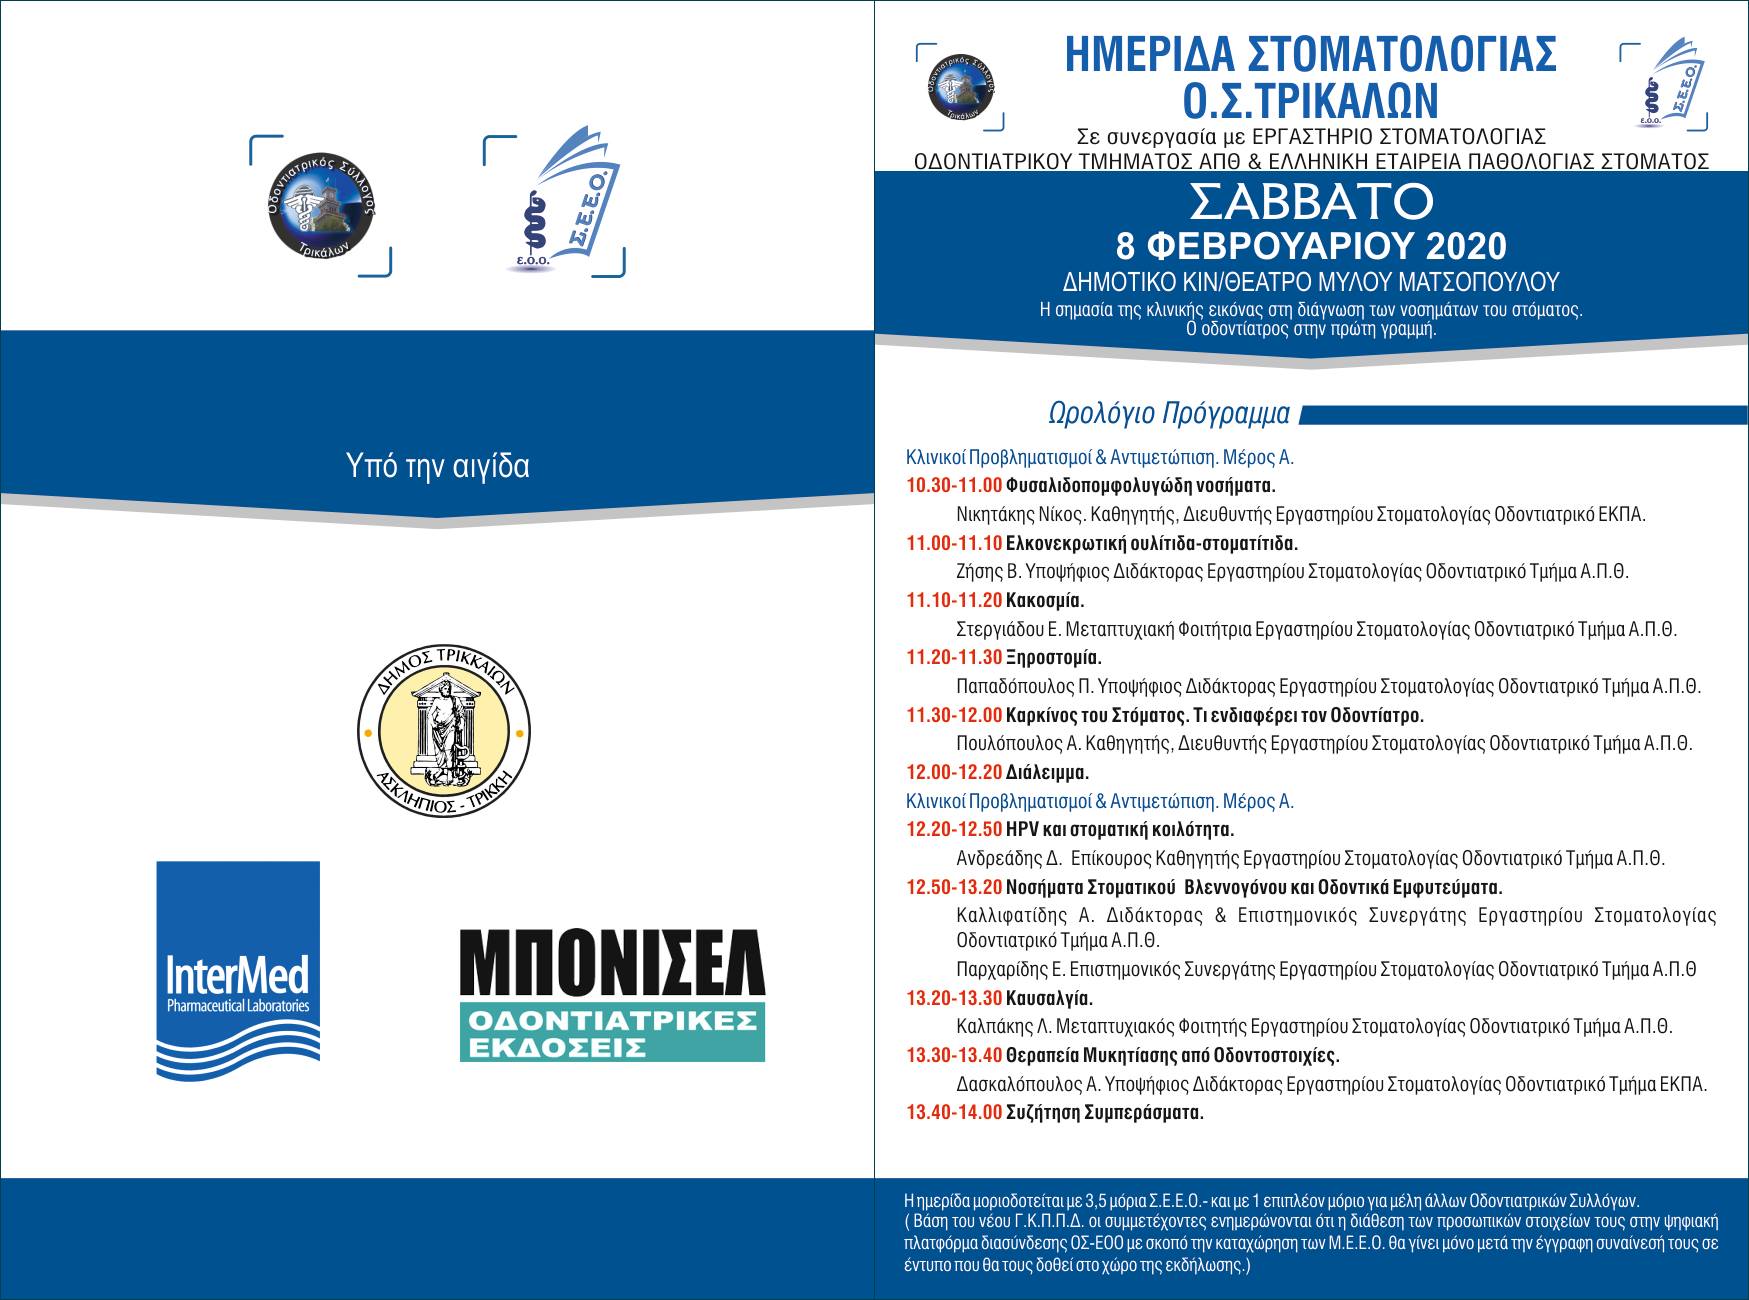 Οδοντιατρικός Σύλλογος
Τρικάλων
Σ.Ε.Ε.Ο.
ε.ο.ο.
Υπό την αιγίδα
ΔΗΜΟΣ ΤΡΙΚΚΑΙΩΝ
ΑΣΚΛΗΠΙΟΣ - ΤΡΙΚΚΗ
InterMed
Pharmaceutical Laboratories
ΜΠΟΝΙΣΕΛ
ΟΔΟΝΤΙΑΤΡΙΚΕΣ
ΕΚΔΟΣΕΙΣ
Οδοντιατρικός Σύλλογος
Τρικάλων
ΗΜΕΡΙΔΑ ΣΤΟΜΑΤΟΛΟΓΙΑΣ
Ο.Σ.ΤΡΙΚΑΛΩΝ
Σ.Ε.Ε.Ο.
ε.ο.ο.
Σε συνεργασία με ΕΡΓΑΣΤΗΡΙΟ ΣΤΟΜΑΤΟΛΟΓΙΑΣ
ΟΔΟΝΤΙΑΤΡΙΚΟΥ ΤΜΗΜΑΤΟΣ ΑΠΘ & ΕΛΛΗΝΙΚΗ ΕΤΑΙΡΕΙΑ ΠΑΘΟΛΟΓΙΑΣ ΣΤΟΜΑΤΟΣ
ΣΑΒΒΑΤΟ
8 ΦΕΒΡΟΥΑΡΙΟΥ 2020
ΔΗΜΟΤΙΚΟ ΚΙΝ/ΘΕΑΤΡΟ ΜΥΛΟΥ ΜΑΤΣΟΠΟΥΛΟΥ
Η σημασία της κλινικής εικόνας στη διάγνωση των νοσημάτων του στόματος.
Ο οδοντίατρος στην πρώτη γραμμή.
Ωρολόγιο Πρόγραμμα
Κλινικοί Προβληματισμοί & Αντιμετώπιση. Μέρος Α.
10.30-11.00 Φυσαλιδοπομφολυγώδη νοσήματα.
Νικητάκης Νίκος. Καθηγητής, Διευθυντής Εργαστηρίου Στοματολογίας Οδοντιατρικό ΕΚΠΑ.
11.00-11.10 Ελκονεκρωτική ουλίτιδα-στοματίτιδα.
Ζήσης Β. Υποψήφιος Διδάκτορας Εργαστηρίου Στοματολογίας Οδοντιατρικό Τμήμα Α.Π.Θ.
11.10-11.20 Κακοσμία.
Στεργιάδου Ε. Μεταπτυχιακή Φοιτήτρια Εργαστηρίου Στοματολογίας Οδοντιατρικό Τμήμα Α.Π.Θ.
11.20-11.30 Ξηροστομία.
Παπαδόπουλος Π. Υποψήφιος Διδάκτορας Εργαστηρίου Στοματολογίας Οδοντιατρικό Τμήμα Α.Π.Θ.
11.30-12.00 Καρκίνος του Στόματος. Τι ενδιαφέρει τον Οδοντίατρο.
Πουλόπουλος Α. Καθηγητής, Διευθυντής Εργαστηρίου Στοματολογίας Οδοντιατρικό Τμήμα Α.Π.Θ.
12.00-12.20 Διάλειμμα.
Κλινικοί Προβληματισμοί & Αντιμετώπιση. Μέρος Α.
12.20-12.50 HPV και στοματική κοιλότητα.
Ανδρεάδης Δ. Επίκουρος Καθηγητής Εργαστηρίου Στοματολογίας Οδοντιατρικό Τμήμα Α.Π.Θ.
12.50-13.20 Νοσήματα Στοματικού Βλεννογόνου και Οδοντικά Εμφυτεύματα.
Καλλιφατίδης Α. Διδάκτορας & Επιστημονικός Συνεργάτης Εργαστηρίου Στοματολογίας
Οδοντιατρικό Τμήμα Α.Π.Θ.
Παρχαρίδης Ε. Επιστημονικός Συνεργάτης Εργαστηρίου Στοματολογίας Οδοντιατρικό Τμήμα Α.Π.Θ
13.20-13.30 Καυσαλγία.
Καλπάκης Λ. Μεταπτυχιακός Φοιτητής Εργαστηρίου Στοματολογίας Οδοντιατρικό Τμήμα Α.Π.Θ.
13.30-13.40 Θεραπεία Μυκητίασης από Οδοντοστοιχίες.
Δασκαλόπουλος Α. Υποψήφιος Διδάκτορας Εργαστηρίου Στοματολογίας Οδοντιατρικό Τμήμα ΕΚΠΑ.
13.40-14.00 Συζήτηση Συμπεράσματα.
Η ημερίδα μοριοδοτείται με 3,5 μόρια Σ.Ε.Ε.Ο.- και με 1 επιπλέον μόριο για μέλη άλλων Οδοντιατρικών Συλλόγων.
( Βάση του νέου Γ.Κ.Π.Π.Δ. οι συμμετέχοντες ενημερώνονται ότι η διάθεση των προσωπικών στοιχείων τους στην ψηφιακή
πλατφόρμα διασύνδεσης ΟΣ-ΕΟΟ με σκοπό την καταχώρηση των Μ.Ε.Ε.Ο. θα γίνει μόνο μετά την έγγραφη συναίνεσή τους σε
έντυπο που θα τους δοθεί στο χώρο της εκδήλωσης.)